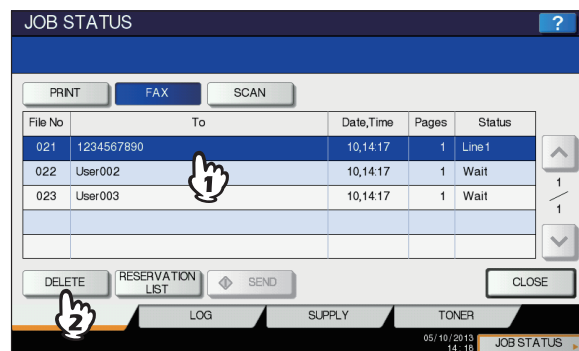 JOB STATUS ?
PRINT FAX SCAN
File No To Date,Time Pages Status
021 1234567890 10,14:17 1 Line1
022 User002 10,14:17 1 Wait
023 User003 10,14:17 1 Wait
1
1
1
DELETE RESERVATION LIST SEND CLOSE
2
LOG SUPPLY TONER
05/10/2013
14:18 JOB STATUS